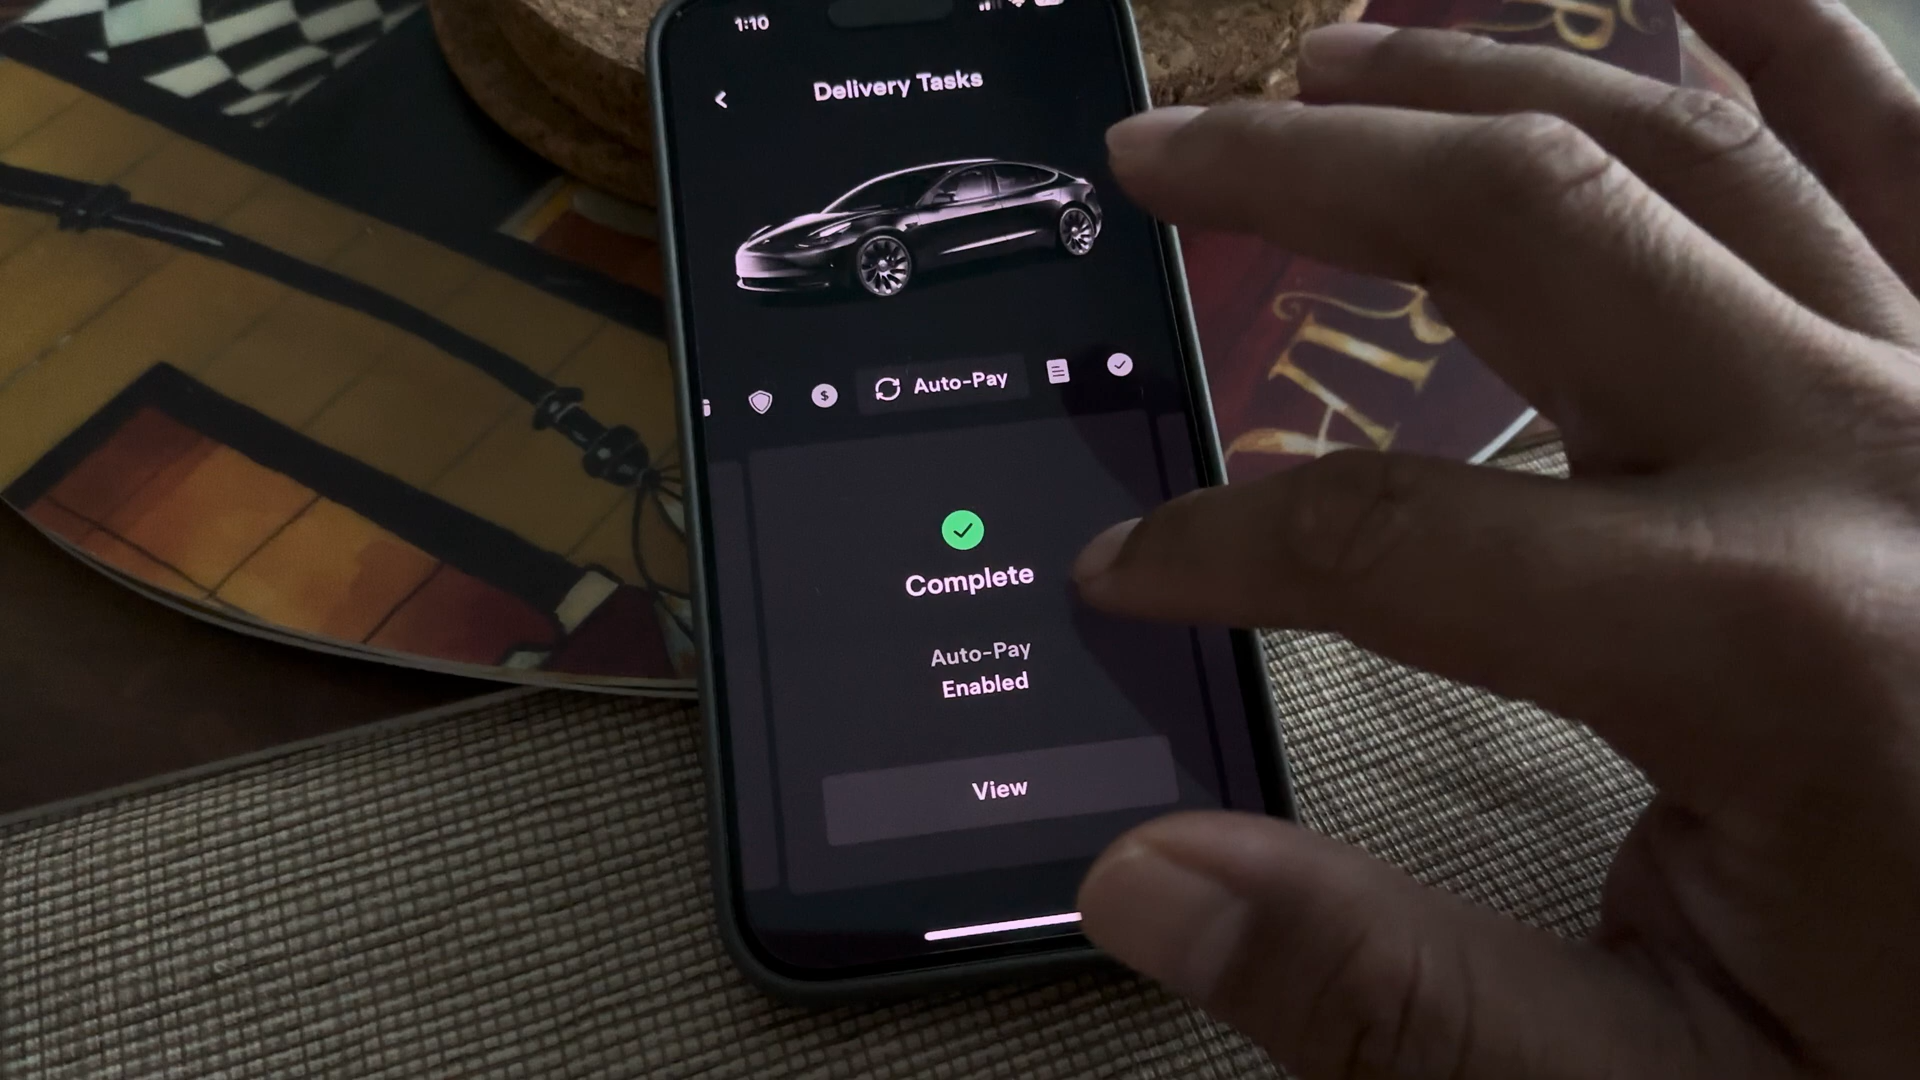 1:10
Delivery Tasks
$
Auto-Pay
Complete
Auto-Pay
Enabled
View